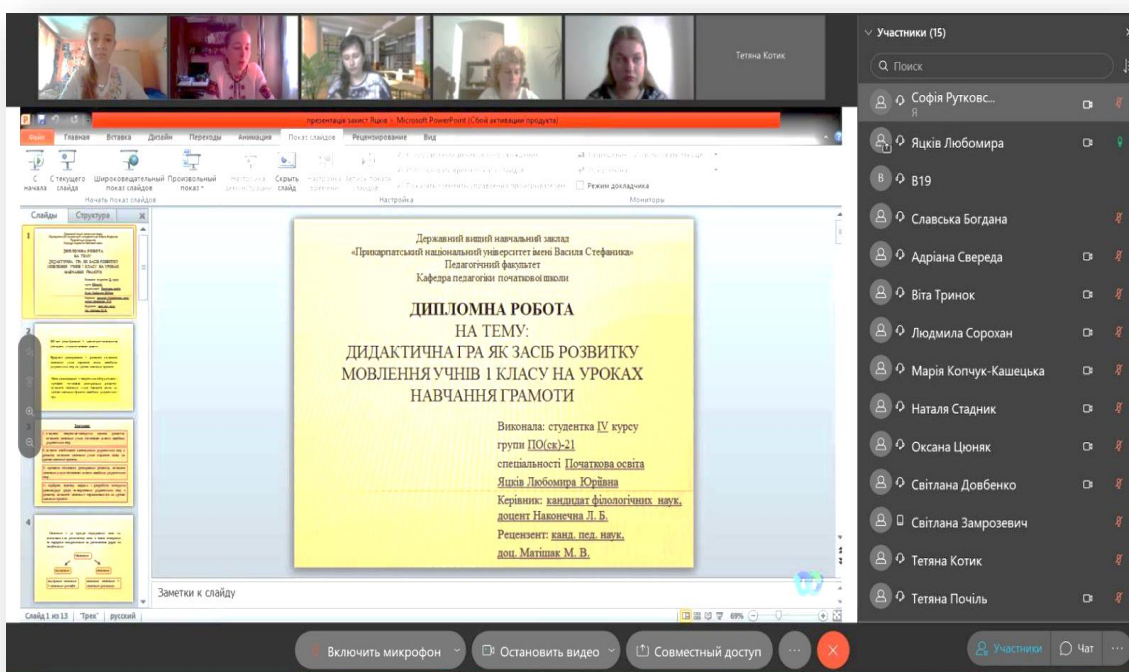 Тетяна Котик
презентація захист Яцків - Microsoft PowerPoint (Сбой активации продукта)
Файл Главная Вставка Дизайн Переходы Анимация Показ слайдов Рецензирование Вид
С начала
С текущего слайда
Широковещательный показ слайдов
Произвольный показ
Скрыть слайд
Режим докладчика
Начать показ слайдов
Настройка
Мониторы
Слайды Структура
1
2
3
4
Державний вищий навчальний заклад
«Прикарпатський національний університет імені Василя Стефаника»
Педагогічний факультет
Кафедра педагогіки початкової школи
ДИПЛОМНА РОБОТА
НА ТЕМУ:
ДИДАКТИЧНА ГРА ЯК ЗАСІБ РОЗВИТКУ
МОВЛЕННЯ УЧНІВ 1 КЛАСУ НА УРОКАХ
НАВЧАННЯ ГРАМОТИ
Виконала: студентка IV курсу
групи ПО(ск)-21
спеціальності Початкова освіта
Яцків Любомира Юріївна
Керівник: кандидат філологічних наук,
доцент Наконечна Л. Б.
Рецензент: канд. пед. наук,
доц. Матішак М. В.
Заметки к слайду
Слайд 1 из 13 "Трек" русский 69%
Участники (15)
Поиск
Софія Рутковс...
Я
Яцків Любомира
B B19
Славська Богдана
Адріана Свереда
Віта Тринок
Людмила Сорохан
Марія Копчук-Кашецька
Наталя Стадник
Оксана Цюняк
Світлана Довбенко
Світлана Замрозевич
Тетяна Котик
Тетяна Почіль
Включить микрофон
Остановить видео
Совместный доступ
Участники
Чат